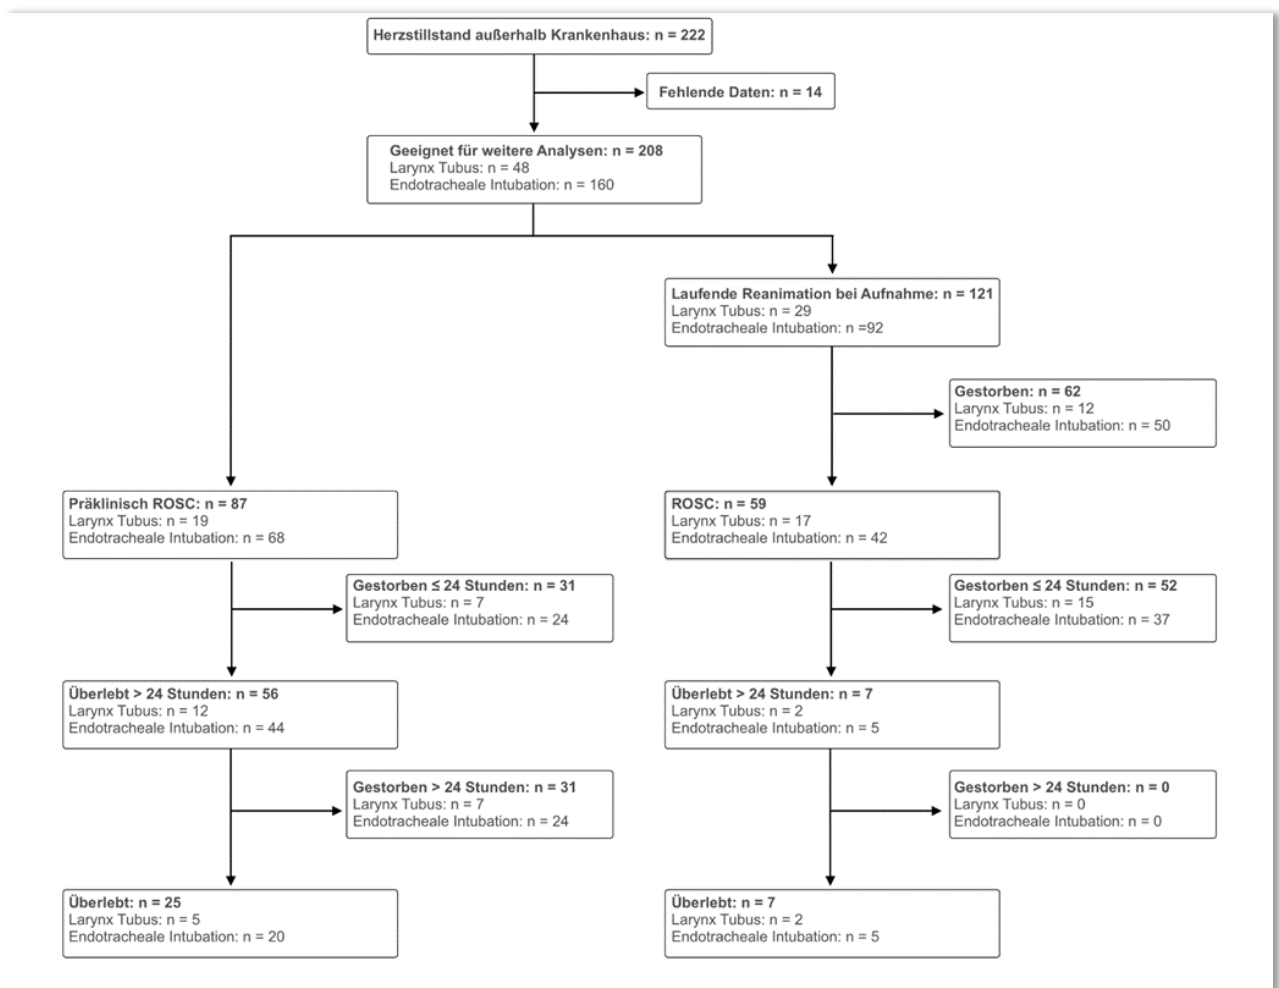 Herzstillstand außerhalb Krankenhaus: n = 222
Fehlende Daten: n = 14
Geeignet für weitere Analysen: n = 208
Larynx Tubus: n = 48
Endotracheale Intubation: n = 160
Laufende Reanimation bei Aufnahme: n = 121
Larynx Tubus: n = 29
Endotracheale Intubation: n =92
Gestorben: n = 62
Larynx Tubus: n = 12
Endotracheale Intubation: n = 50
Präklinisch ROSC: n = 87
Larynx Tubus: n = 19
Endotracheale Intubation: n = 68
ROSC: n = 59
Larynx Tubus: n = 17
Endotracheale Intubation: n = 42
Gestorben ≤ 24 Stunden: n = 31
Larynx Tubus: n = 7
Endotracheale Intubation: n = 24
Gestorben ≤ 24 Stunden: n = 52
Larynx Tubus: n = 15
Endotracheale Intubation: n = 37
Überlebt > 24 Stunden: n = 56
Larynx Tubus: n = 12
Endotracheale Intubation: n = 44
Überlebt > 24 Stunden: n = 7
Larynx Tubus: n = 2
Endotracheale Intubation: n = 5
Gestorben > 24 Stunden: n = 31
Larynx Tubus: n = 7
Endotracheale Intubation: n = 24
Gestorben > 24 Stunden: n = 0
Larynx Tubus: n = 0
Endotracheale Intubation: n = 0
Überlebt: n = 25
Larynx Tubus: n = 5
Endotracheale Intubation: n = 20
Überlebt: n = 7
Larynx Tubus: n = 2
Endotracheale Intubation: n = 5